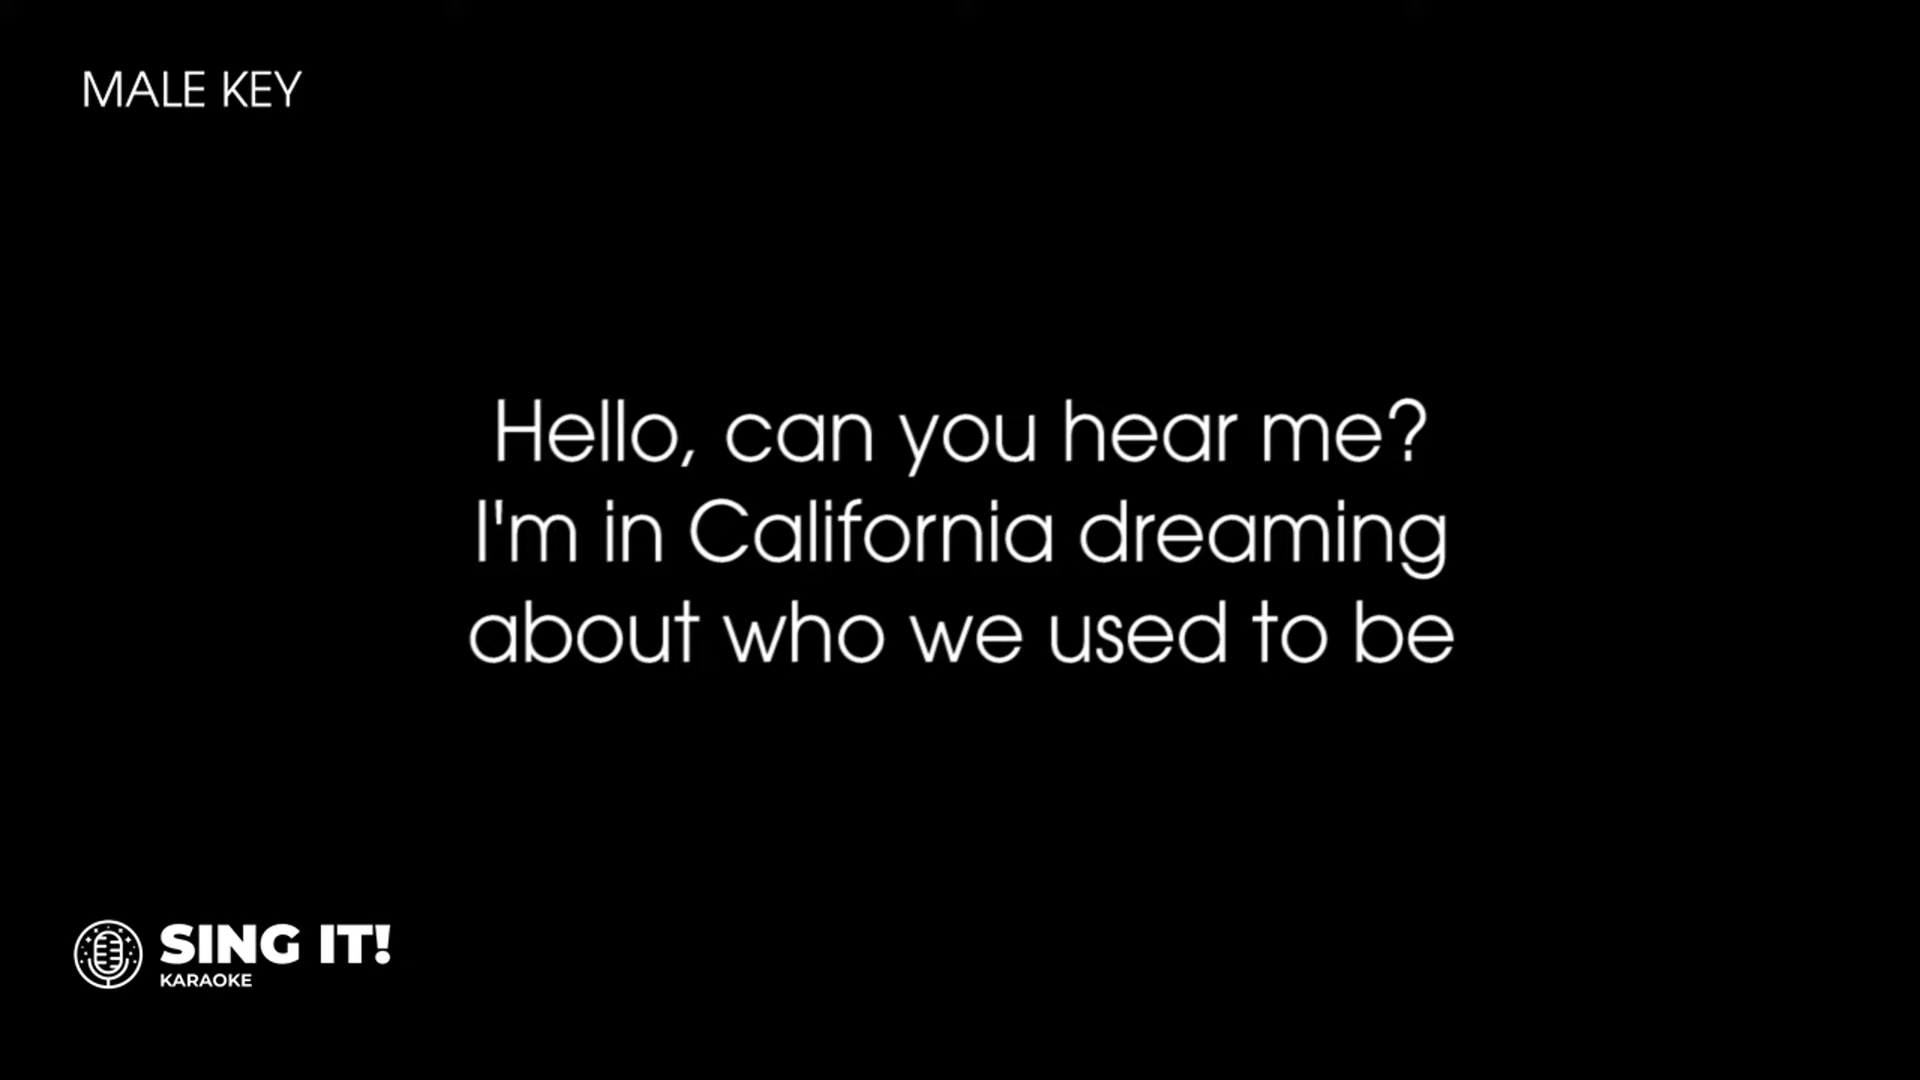 MALE KEY
Hello, can you hear me?
I'm in California dreaming
about who we used to be
SING IT!
KARAOKE